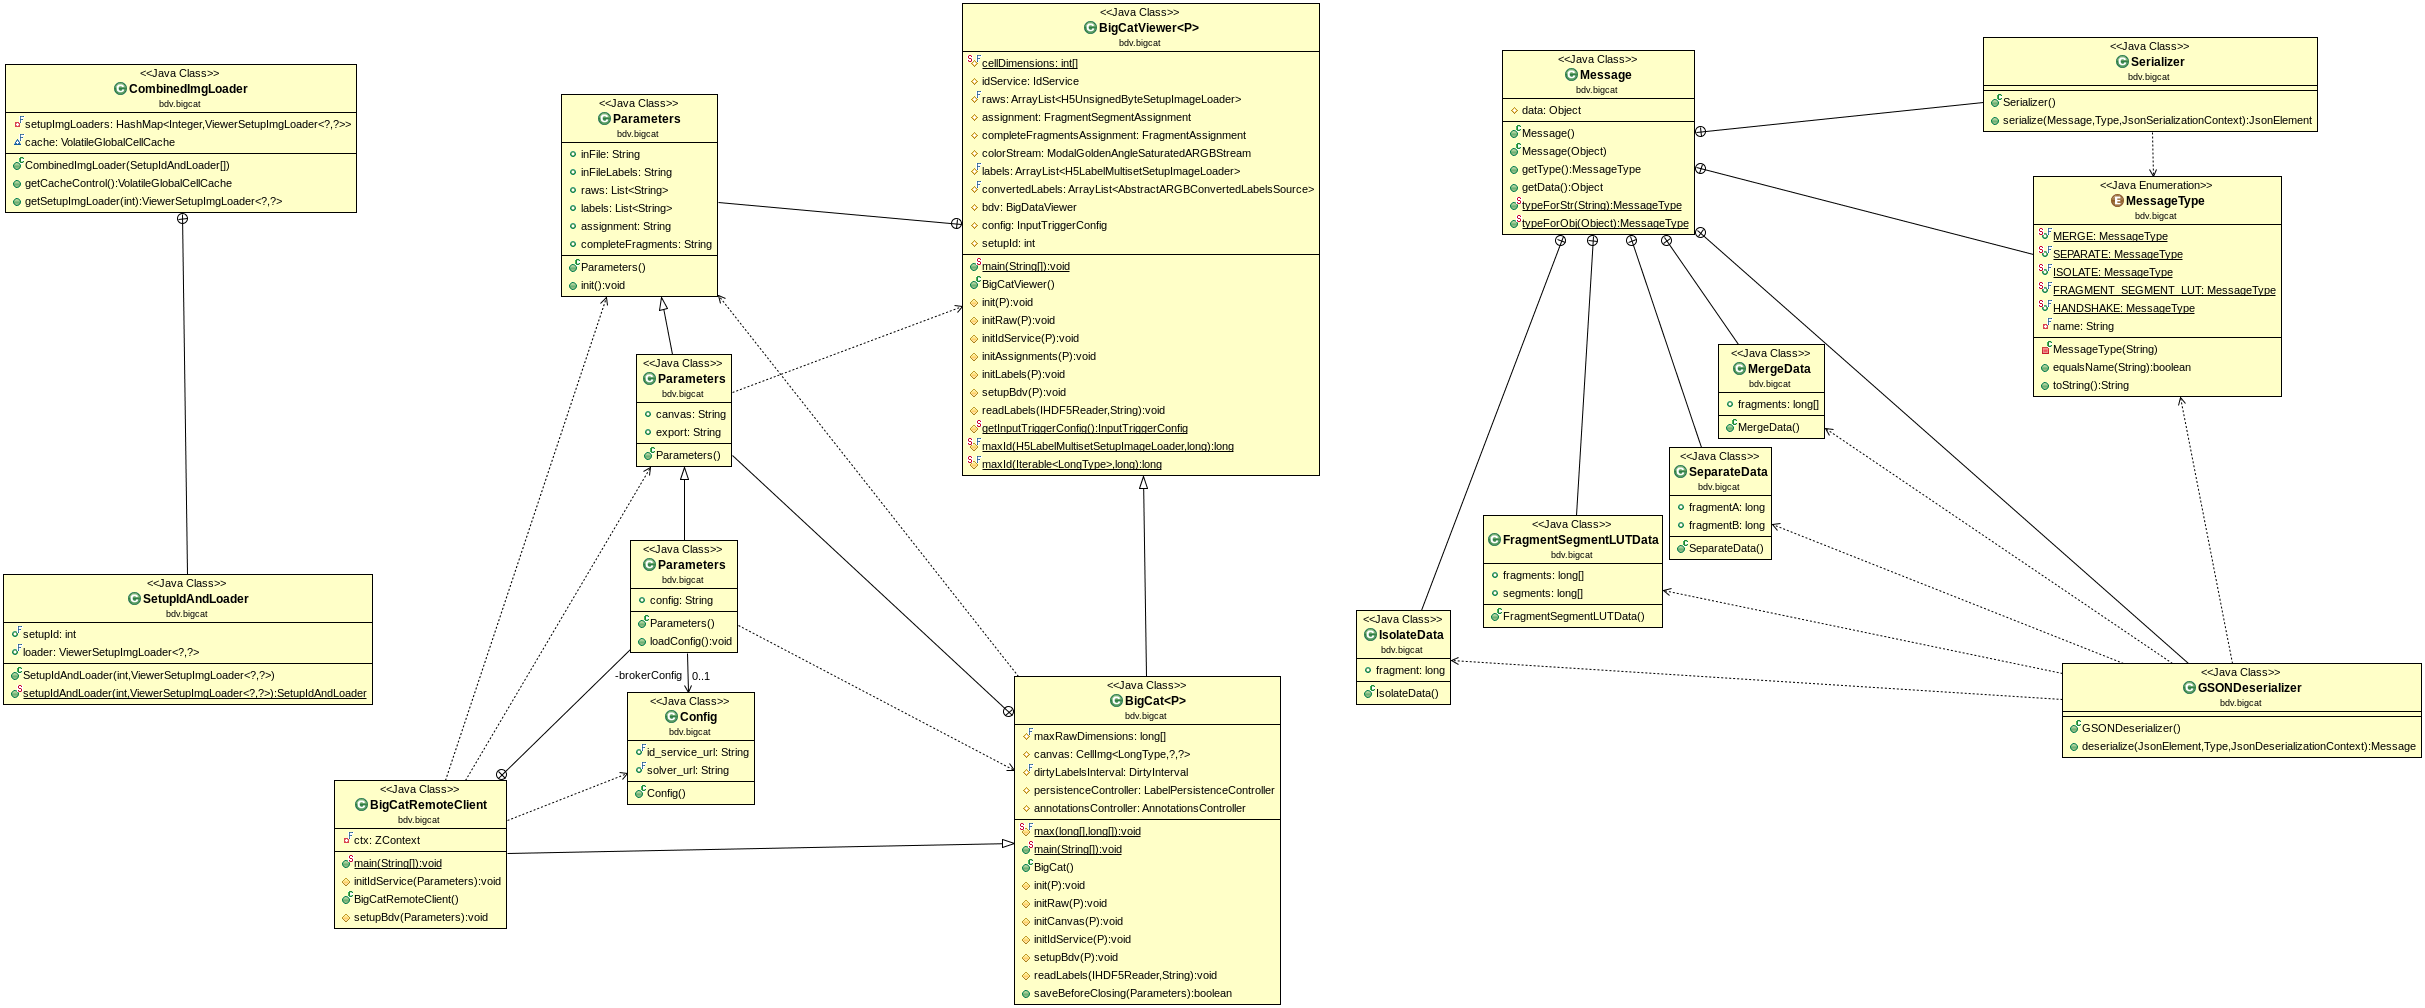 <<Java Class>>
CombinedImgLoader
bdv.bigcat
setupImgLoaders: HashMap<Integer,ViewerSetupImgLoader<?,?>>
cache: VolatileGlobalCellCache
CombinedImgLoader(SetupIdAndLoader[])
getCacheControl():VolatileGlobalCellCache
getSetupImgLoader(int):ViewerSetupImgLoader<?,?>
<<Java Class>>
SetupIdAndLoader
bdv.bigcat
setupId: int
loader: ViewerSetupImgLoader<?,?>
SetupIdAndLoader(int,ViewerSetupImgLoader<?,?>)
setupIdAndLoader(int,ViewerSetupImgLoader<?,?>):SetupIdAndLoader
<<Java Class>>
Parameters
bdv.bigcat
inFile: String
inFileLabels: String
raws: List<String>
labels: List<String>
assignment: String
completeFragments: String
Parameters()
init():void
<<Java Class>>
Parameters
bdv.bigcat
canvas: String
export: String
Parameters()
<<Java Class>>
Parameters
bdv.bigcat
config: String
Parameters()
loadConfig():void
-brokerConfig
0..1
<<Java Class>>
Config
bdv.bigcat
id_service_url: String
solver_url: String
Config()
<<Java Class>>
BigCatRemoteClient
bdv.bigcat
ctx: ZContext
main(String[]):void
initIdService(Parameters):void
BigCatRemoteClient()
setupBdv(Parameters):void
<<Java Class>>
BigCatViewer<P>
bdv.bigcat
cellDimensions: int[]
idService: IdService
raws: ArrayList<H5UnsignedByteSetupImageLoader>
assignment: FragmentSegmentAssignment
completeFragmentsAssignment: FragmentAssignment
colorStream: ModalGoldenAngleSaturatedARGBStream
labels: ArrayList<H5LabelMultisetSetupImageLoader>
convertedLabels: ArrayList<AbstractARGBConvertedLabelsSource>
bdv: BigDataViewer
config: InputTriggerConfig
setupId: int
main(String[]):void
BigCatViewer()
init(P):void
initRaw(P):void
initIdService(P):void
initAssignments(P):void
initLabels(P):void
setupBdv(P):void
readLabels(IHDF5Reader,String):void
getInputTriggerConfig():InputTriggerConfig
maxId(H5LabelMultisetSetupImageLoader,long):long
maxId(Iterable<LongType>,long):long
<<Java Class>>
BigCat<P>
bdv.bigcat
maxRawDimensions: long[]
canvas: CellImg<LongType,?,?>
dirtyLabelsInterval: DirtyInterval
persistenceController: LabelPersistenceController
annotationsController: AnnotationsController
max(long[],long[]):void
main(String[]):void
BigCat()
init(P):void
initRaw(P):void
initCanvas(P):void
initIdService(P):void
setupBdv(P):void
readLabels(IHDF5Reader,String):void
saveBeforeClosing(Parameters):boolean
<<Java Class>>
Message
bdv.bigcat
data: Object
Message()
Message(Object)
getType():MessageType
getData():Object
typeForStr(String):MessageType
typeForObj(Object):MessageType
<<Java Class>>
Serializer
bdv.bigcat
Serializer()
serialize(Message,Type,JsonSerializationContext):JsonElement
<<Java Enumeration>>
MessageType
bdv.bigcat
MERGE: MessageType
SEPARATE: MessageType
ISOLATE: MessageType
FRAGMENT_SEGMENT_LUT: MessageType
HANDSHAKE: MessageType
name: String
MessageType(String)
equalsName(String):boolean
toString():String
<<Java Class>>
MergeData
bdv.bigcat
fragments: long[]
MergeData()
<<Java Class>>
SeparateData
bdv.bigcat
fragmentA: long
fragmentB: long
SeparateData()
<<Java Class>>
FragmentSegmentLUTData
bdv.bigcat
fragments: long[]
segments: long[]
FragmentSegmentLUTData()
<<Java Class>>
IsolateData
bdv.bigcat
fragment: long
IsolateData()
<<Java Class>>
GSONDeserializer
bdv.bigcat
GSONDeserializer()
deserialize(JsonElement,Type,JsonDeserializationContext):Message